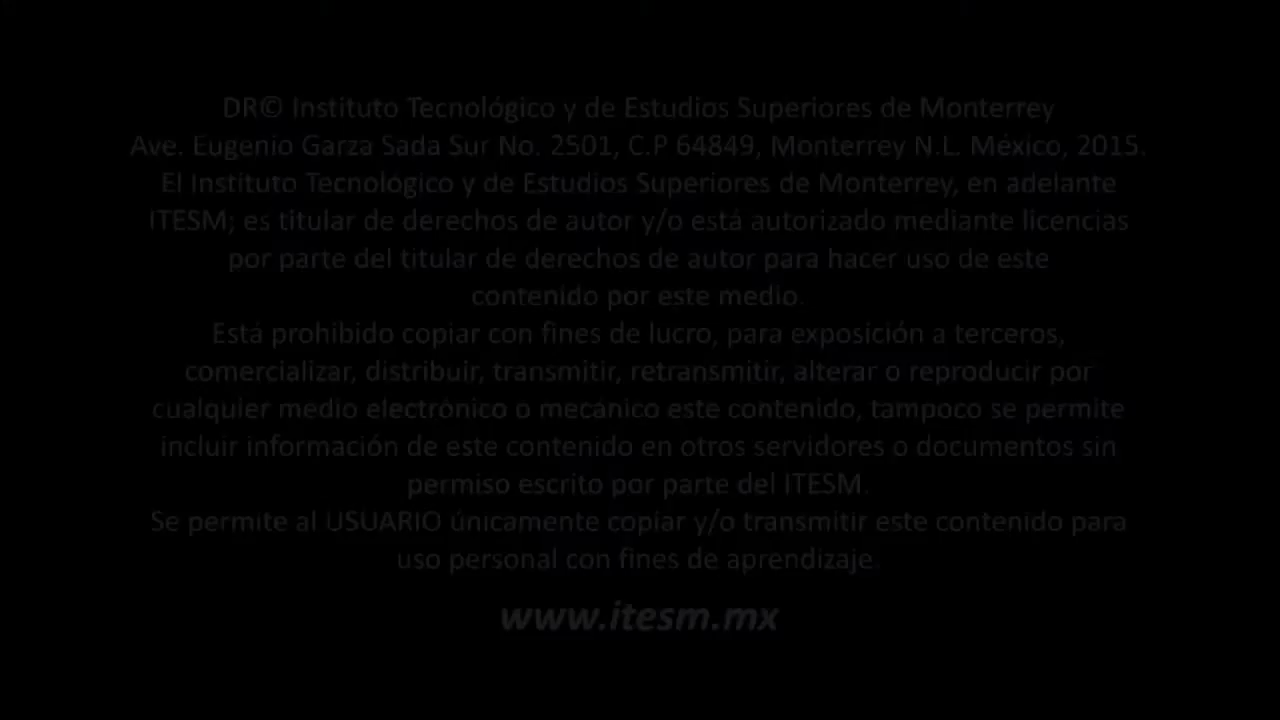 DR© Instituto Tecnológico y de Estudios Superiores de Monterrey
Ave. Eugenio Garza Sada Sur No. 2501, C.P 64849, Monterrey N.L. México, 2015.
El Instituto Tecnológico y de Estudios Superiores de Monterrey, en adelante
ITESM; es titular de derechos de autor y/o está autorizado mediante licencias
por parte del titular de derechos de autor para hacer uso de este
contenido por este medio.
Está prohibido copiar con fines de lucro, para exposición a terceros,
comercializar, distribuir, transmitir, retransmitir, alterar o reproducir por
cualquier medio electrónico o mecánico este contenido, tampoco se permite
incluir información de este contenido en otros servidores o documentos sin
permiso escrito por parte del ITESM.
Se permite al USUARIO únicamente copiar y/o transmitir este contenido para
uso personal con fines de aprendizaje.
www.itesm.mx